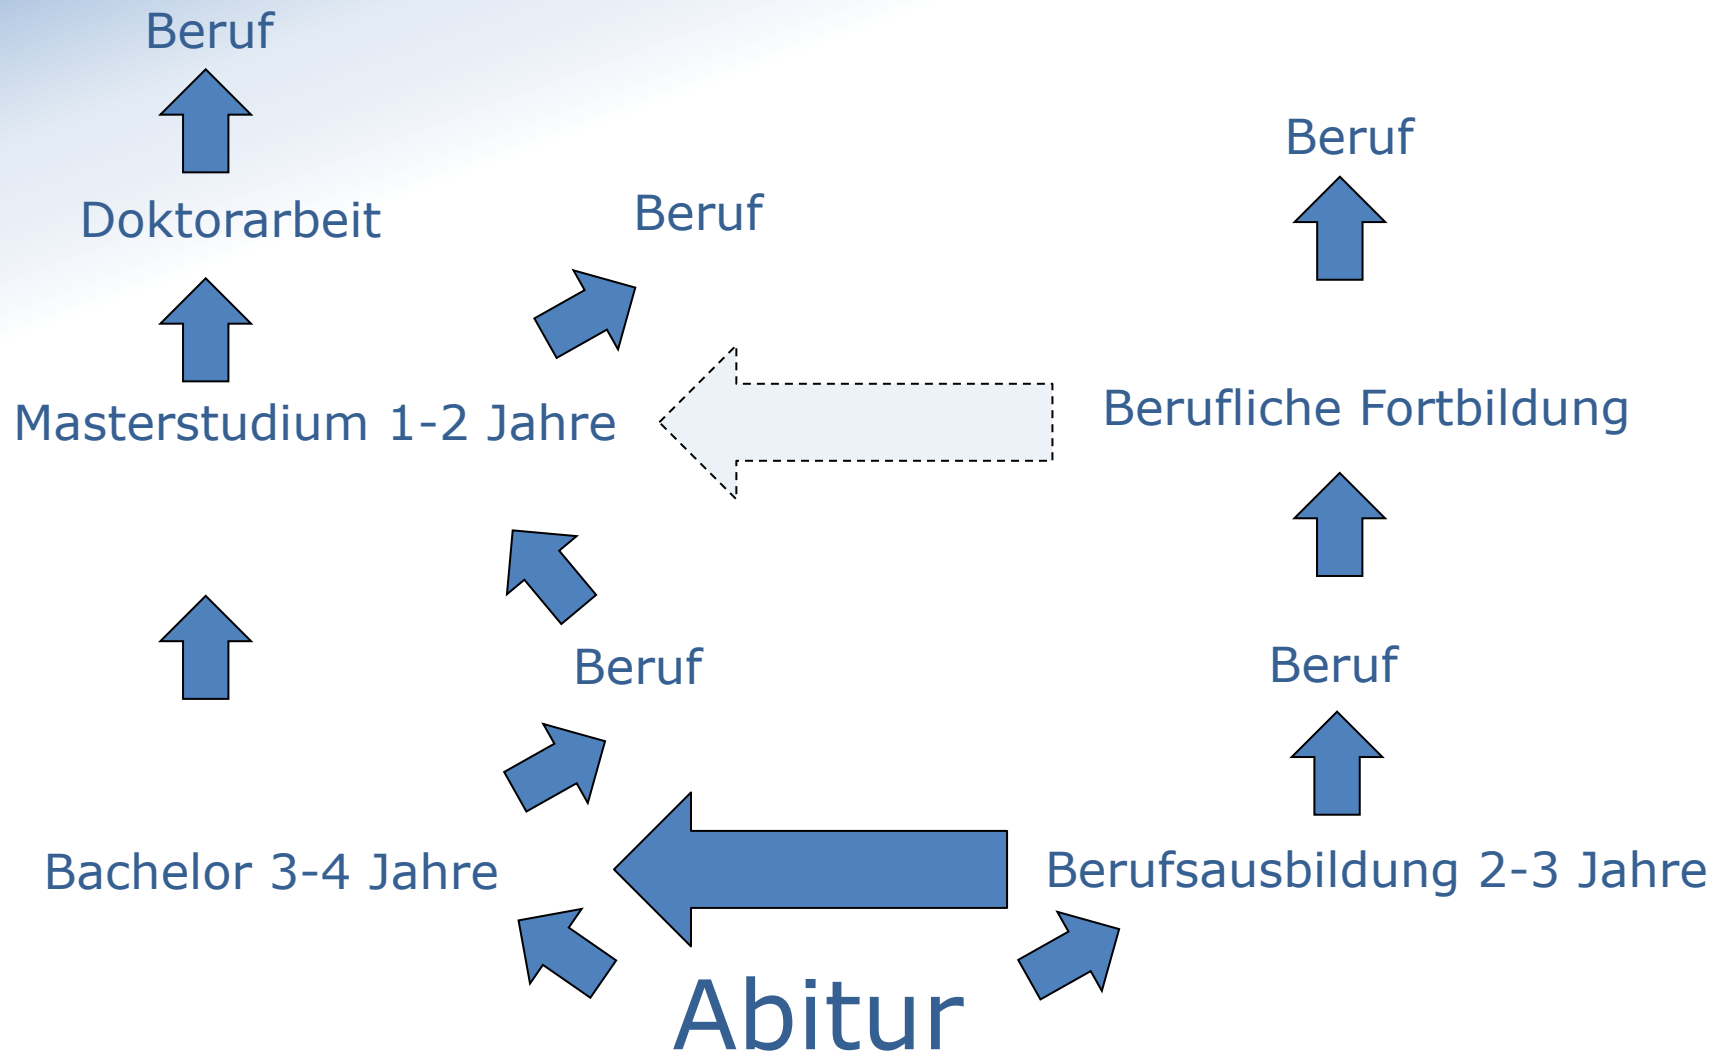 Beruf
Beruf
Doktorarbeit
Beruf
Masterstudium 1-2 Jahre
Berufliche Fortbildung
Beruf
Beruf
Bachelor 3-4 Jahre
Berufsausbildung 2-3 Jahre
Abitur